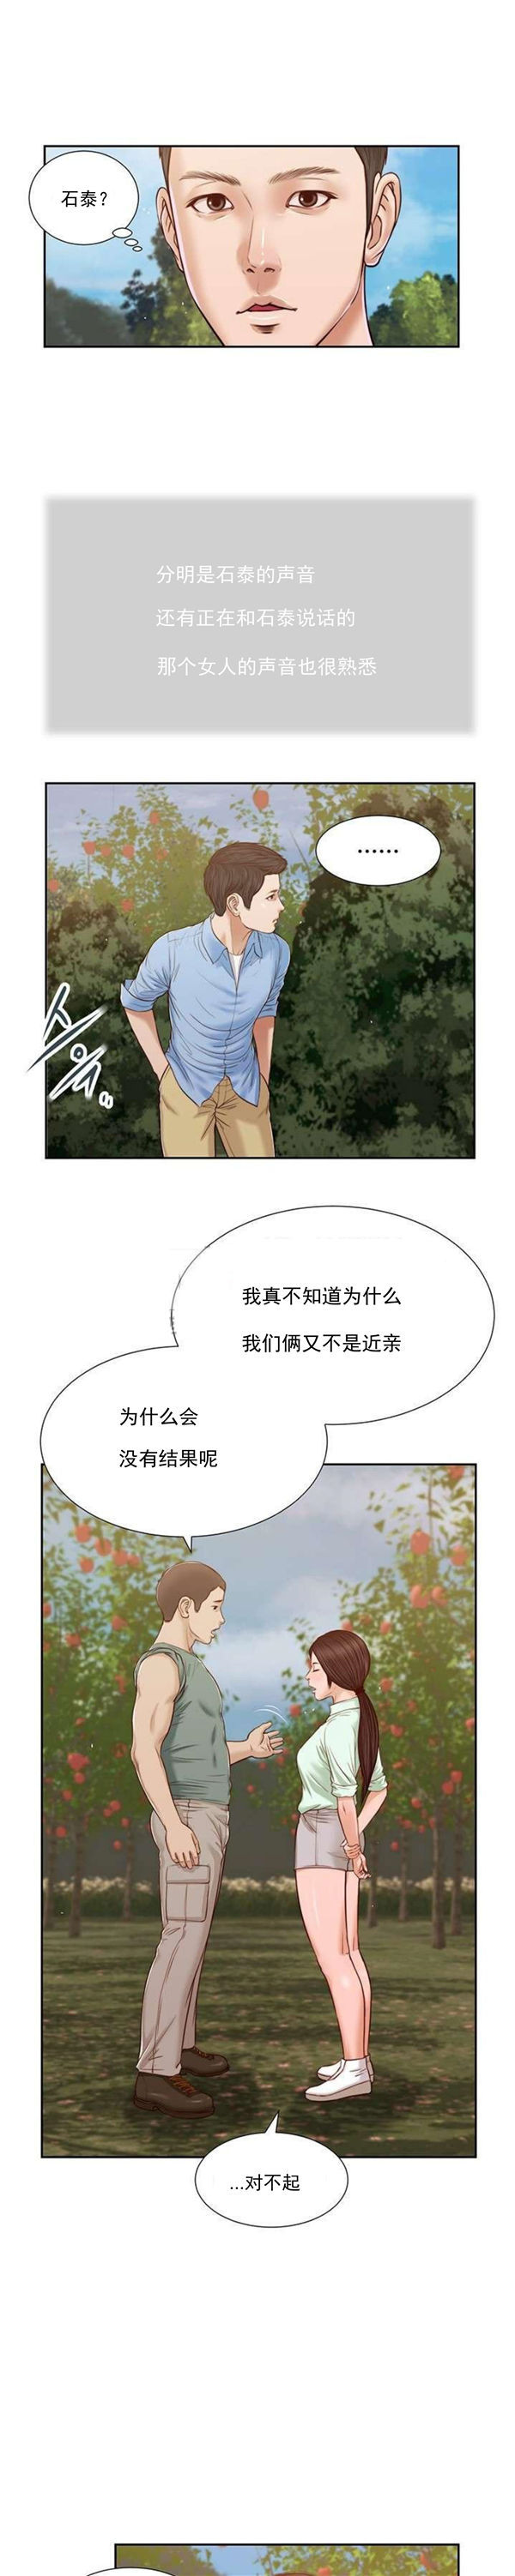 石泰?
分明是石泰的声音
还有正在和石泰说话的
那个女人的声音也很熟悉
......
我真不知道为什么
我们俩又不是近亲
为什么会
没有结果呢
...对不起